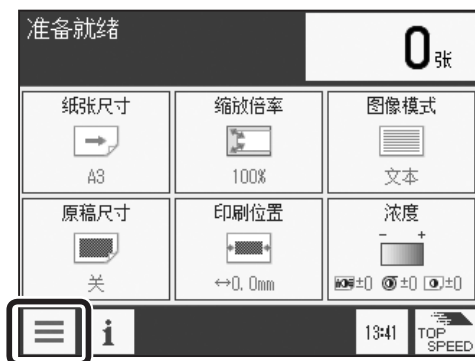 准备就绪
0张
纸张尺寸
缩放倍率
图像模式
A3
100%
文本
原稿尺寸
印刷位置
浓度
- +
关
↔0.0mm
±0 ±0 ±0
i
13:41
TOP
SPEED